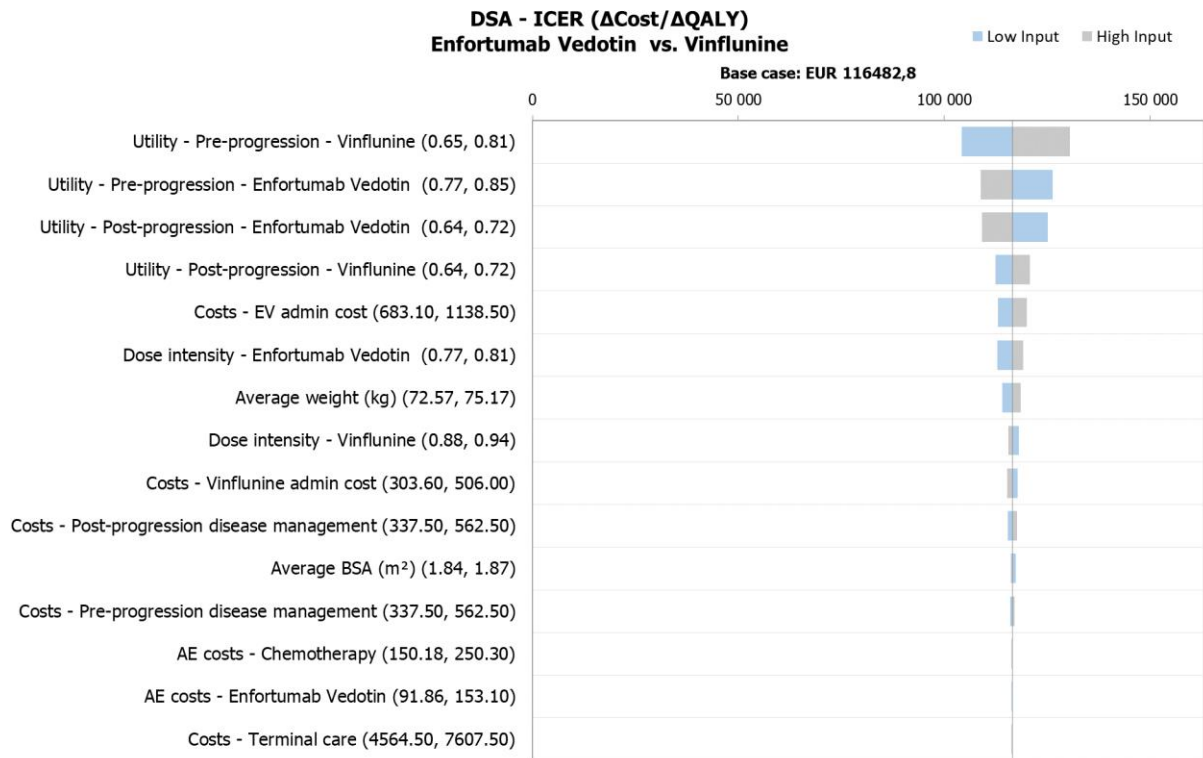 DSA - ICER (ΔCost/ΔQALY)
Enfortumab Vedotin vs. Vinflunine
Low Input
High Input
Base case: EUR 116482,8
0
50 000
100 000
150 000
Utility - Pre-progression - Vinflunine (0.65, 0.81)
Utility - Pre-progression - Enfortumab Vedotin (0.77, 0.85)
Utility - Post-progression - Enfortumab Vedotin (0.64, 0.72)
Utility - Post-progression - Vinflunine (0.64, 0.72)
Costs - EV admin cost (683.10, 1138.50)
Dose intensity - Enfortumab Vedotin (0.77, 0.81)
Average weight (kg) (72.57, 75.17)
Dose intensity - Vinflunine (0.88, 0.94)
Costs - Vinflunine admin cost (303.60, 506.00)
Costs - Post-progression disease management (337.50, 562.50)
Average BSA (m²) (1.84, 1.87)
Costs - Pre-progression disease management (337.50, 562.50)
AE costs - Chemotherapy (150.18, 250.30)
AE costs - Enfortumab Vedotin (91.86, 153.10)
Costs - Terminal care (4564.50, 7607.50)